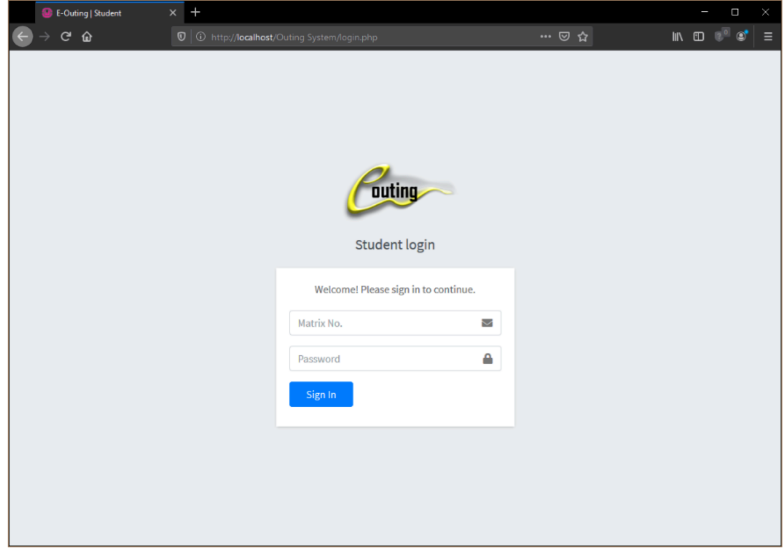 E-Outing | Student
http://localhost/Outing System/login.php
outing
Student login
Welcome! Please sign in to continue.
Matrix No.
Password
Sign In